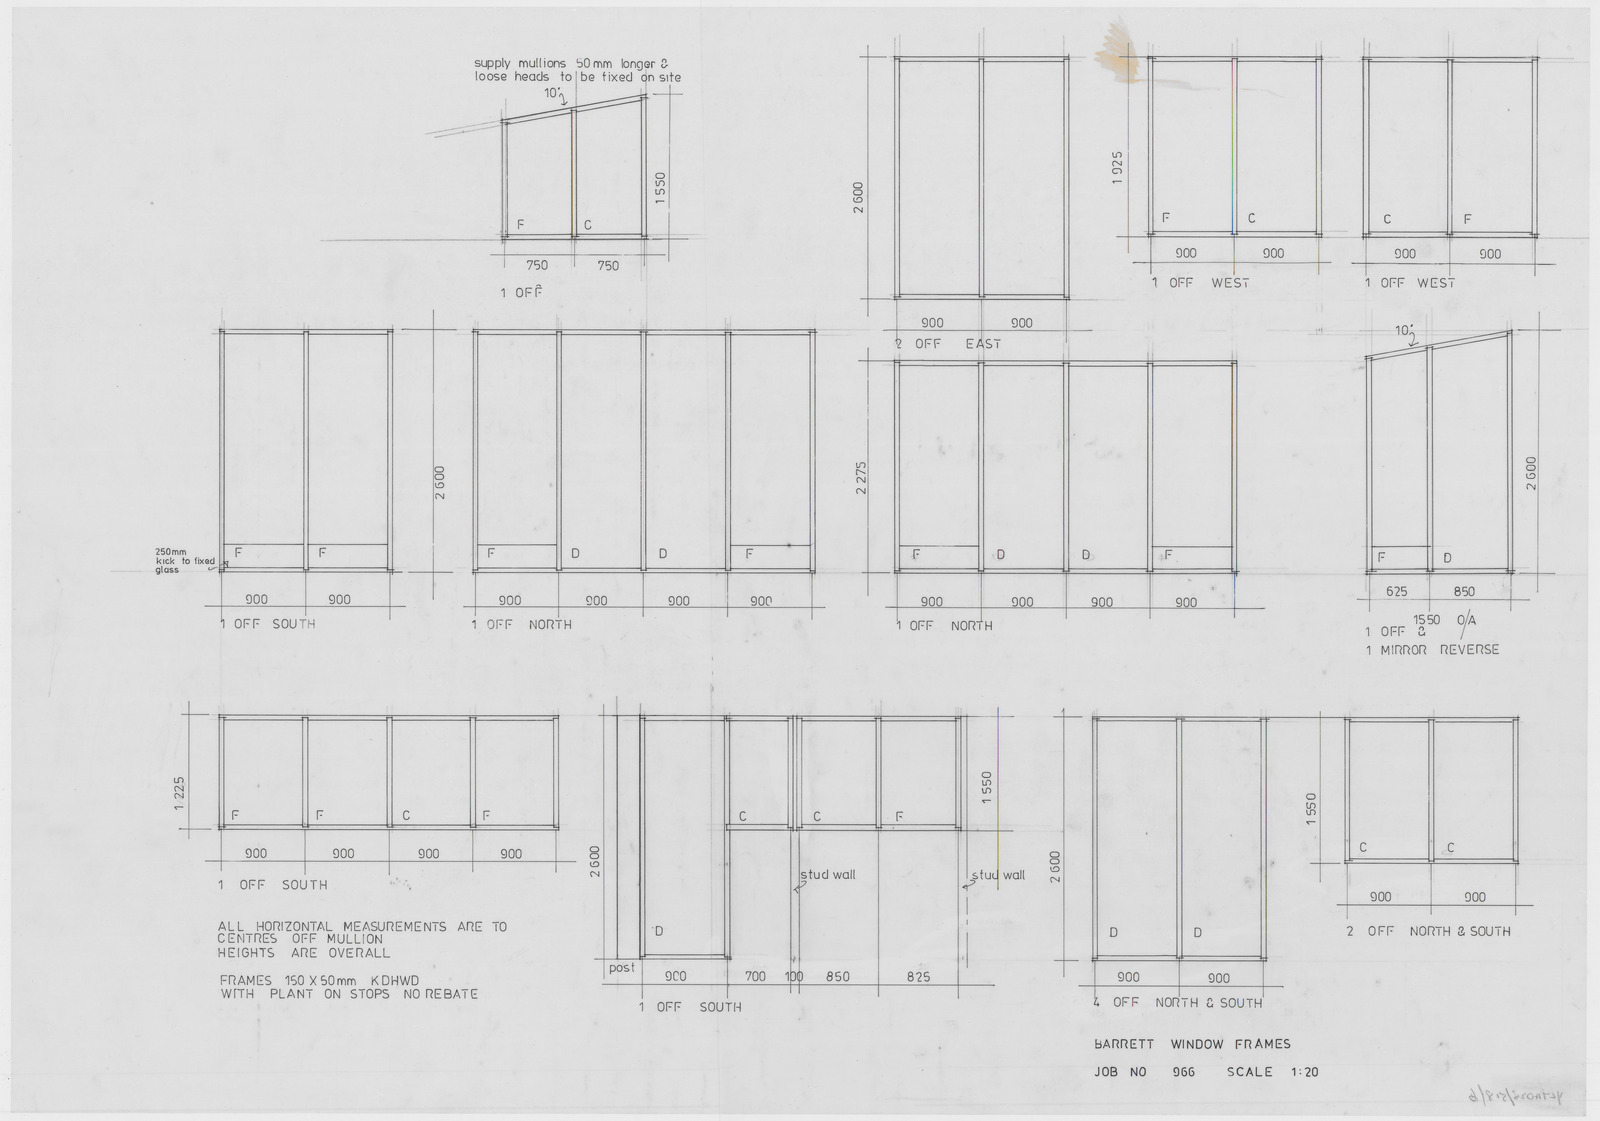 supply mullions 50mm longer &
loose heads to be fixed on site
10°
1550
F C
750 750
1 OFF
2600
900 900
2 OFF EAST
1925
F C
900 900
1 OFF WEST
C F
900 900
1 OFF WEST
2600
250mm
kick to fixed
glass
F F
900 900
1 OFF SOUTH
F D D F
900 900 900 900
1 OFF NORTH
2275
F D D F
900 900 900 900
1 OFF NORTH
10°
2600
F D
625 850
1550 O/A
1 OFF &
1 MIRROR REVERSE
1225
F F C F
900 900 900 900
1 OFF SOUTH
2600
C C F
1550
stud wall
stud wall
D
post
900 700 100 850 825
1 OFF SOUTH
2600
D D
900 900
4 OFF NORTH & SOUTH
1550
C C
900 900
2 OFF NORTH & SOUTH
ALL HORIZONTAL MEASUREMENTS ARE TO
CENTRES OFF MULLION
HEIGHTS ARE OVERALL
FRAMES 150 X 50mm KDHWD
WITH PLANT ON STOPS NO REBATE
BARRETT WINDOW FRAMES
JOB NO 966 SCALE 1:20